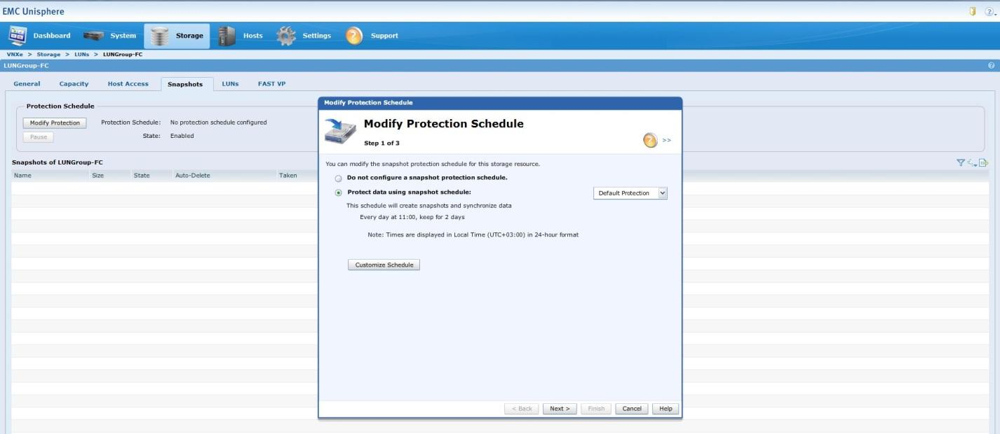 EMC Unisphere
Dashboard System Storage Hosts Settings Support
VNXe > Storage > LUNs > LUNGroup-FC
LUNGroup-FC
General Capacity Host Access Snapshots LUNs FAST VP
Protection Schedule
Modify Protection Protection Schedule: No protection schedule configured
Pause State: Enabled
Snapshots of LUNGroup-FC
Name Size State Auto-Delete Taken
Modify Protection Schedule
Modify Protection Schedule
Step 1 of 3
>>
You can modify the snapshot protection schedule for this storage resource.
Do not configure a snapshot protection schedule.
Protect data using snapshot schedule: Default Protection
This schedule will create snapshots and synchronize data
Every day at 11:00, keep for 2 days
Note: Times are displayed in Local Time (UTC+03:00) in 24-hour format
Customize Schedule
< Back Next > Finish Cancel Help